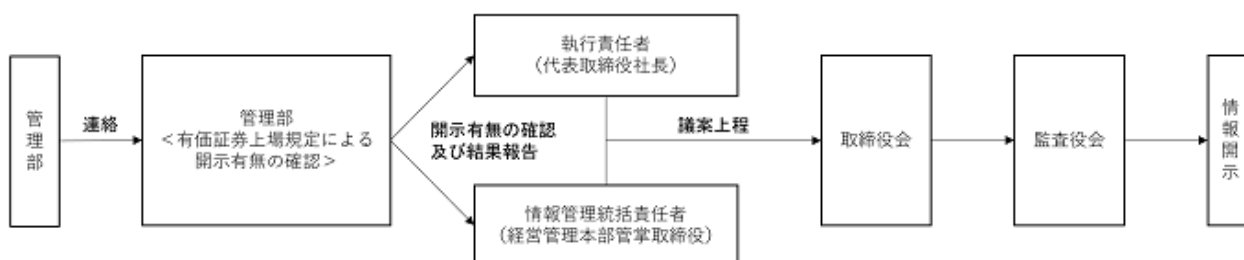 管理部
連絡
管理部
＜有価証券上場規定による
開示有無の確認＞
執行責任者
（代表取締役社長）
開示有無の確認
及び結果報告
情報管理統括責任者
（経営管理本部管掌取締役）
議案上程
取締役会
監査役会
情報開示